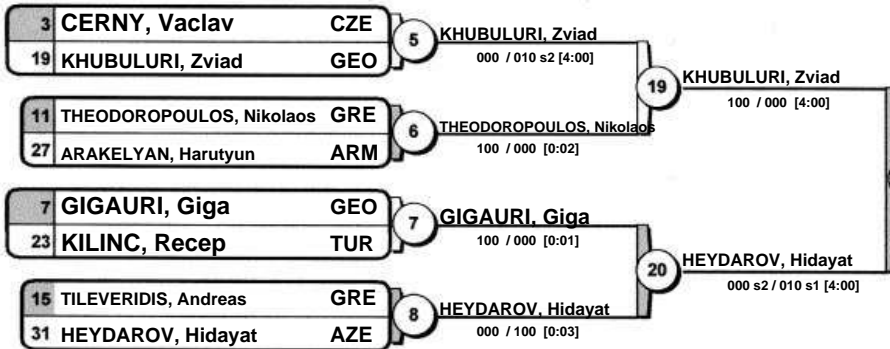 3 CERNY, Vaclav CZE
19 KHUBULURI, Zviad GEO
5
KHUBULURI, Zviad
000 / 010 s2 [4:00]
11 THEODOROPOULOS, Nikolaos GRE
27 ARAKELYAN, Harutyun ARM
6
THEODOROPOULOS, Nikolaos
100 / 000 [0:02]
19
KHUBULURI, Zviad
100 / 000 [4:00]
7 GIGAURI, Giga GEO
23 KILINC, Recep TUR
7
GIGAURI, Giga
100 / 000 [0:01]
15 TILEVERIDIS, Andreas GRE
31 HEYDAROV, Hidayat AZE
8
HEYDAROV, Hidayat
000 / 100 [0:03]
20
HEYDAROV, Hidayat
000 s2 / 010 s1 [4:00]